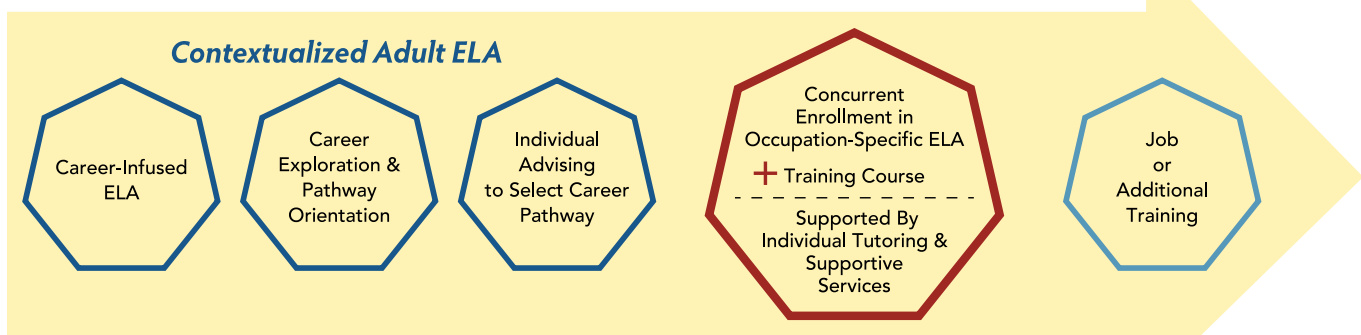 Contextualized Adult ELA
Career-Infused
ELA
Career
Exploration &
Pathway
Orientation
Individual
Advising
to Select Career
Pathway
Concurrent
Enrollment in
Occupation-Specific ELA
+ Training Course
Supported By
Individual Tutoring &
Supportive
Services
Job
or
Additional
Training